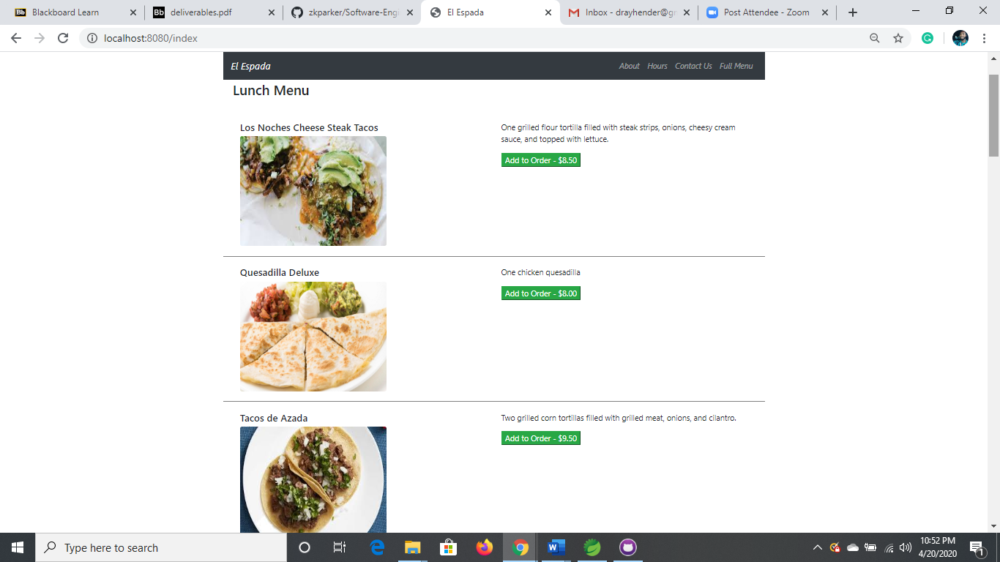 Blackboard Learn
deliverables.pdf
zkparker/Software-Engi
El Espada
Inbox - drayhender@gm
Post Attendee - Zoom
localhost:8080/index
El Espada
About Hours Contact Us Full Menu
Lunch Menu
Los Noches Cheese Steak Tacos
One grilled flour tortilla filled with steak strips, onions, cheesy cream
sauce, and topped with lettuce.
Add to Order - $8.50
Quesadilla Deluxe
One chicken quesadilla
Add to Order - $8.00
Tacos de Azada
Two grilled corn tortillas filled with grilled meat, onions, and cilantro.
Add to Order - $9.50
Type here to search
10:52 PM
4/20/2020
1